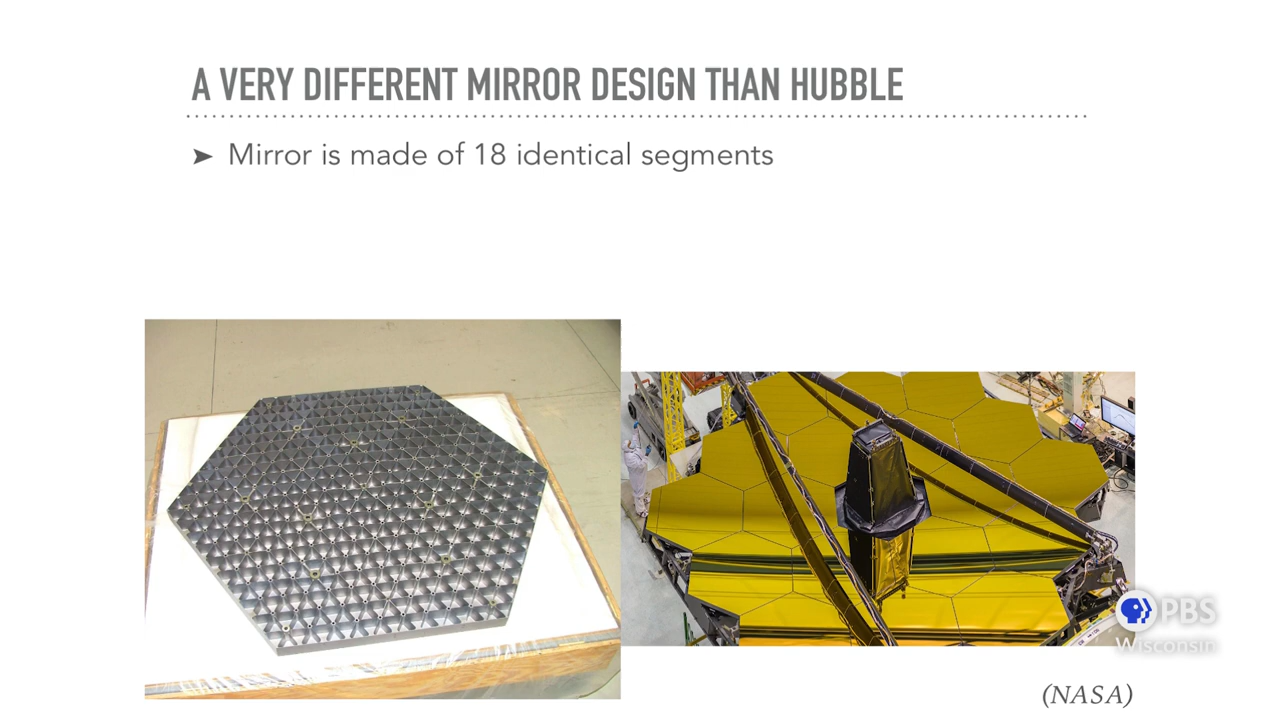 A VERY DIFFERENT MIRROR DESIGN THAN HUBBLE
➤ Mirror is made of 18 identical segments
PBS
Wisconsin
(NASA)